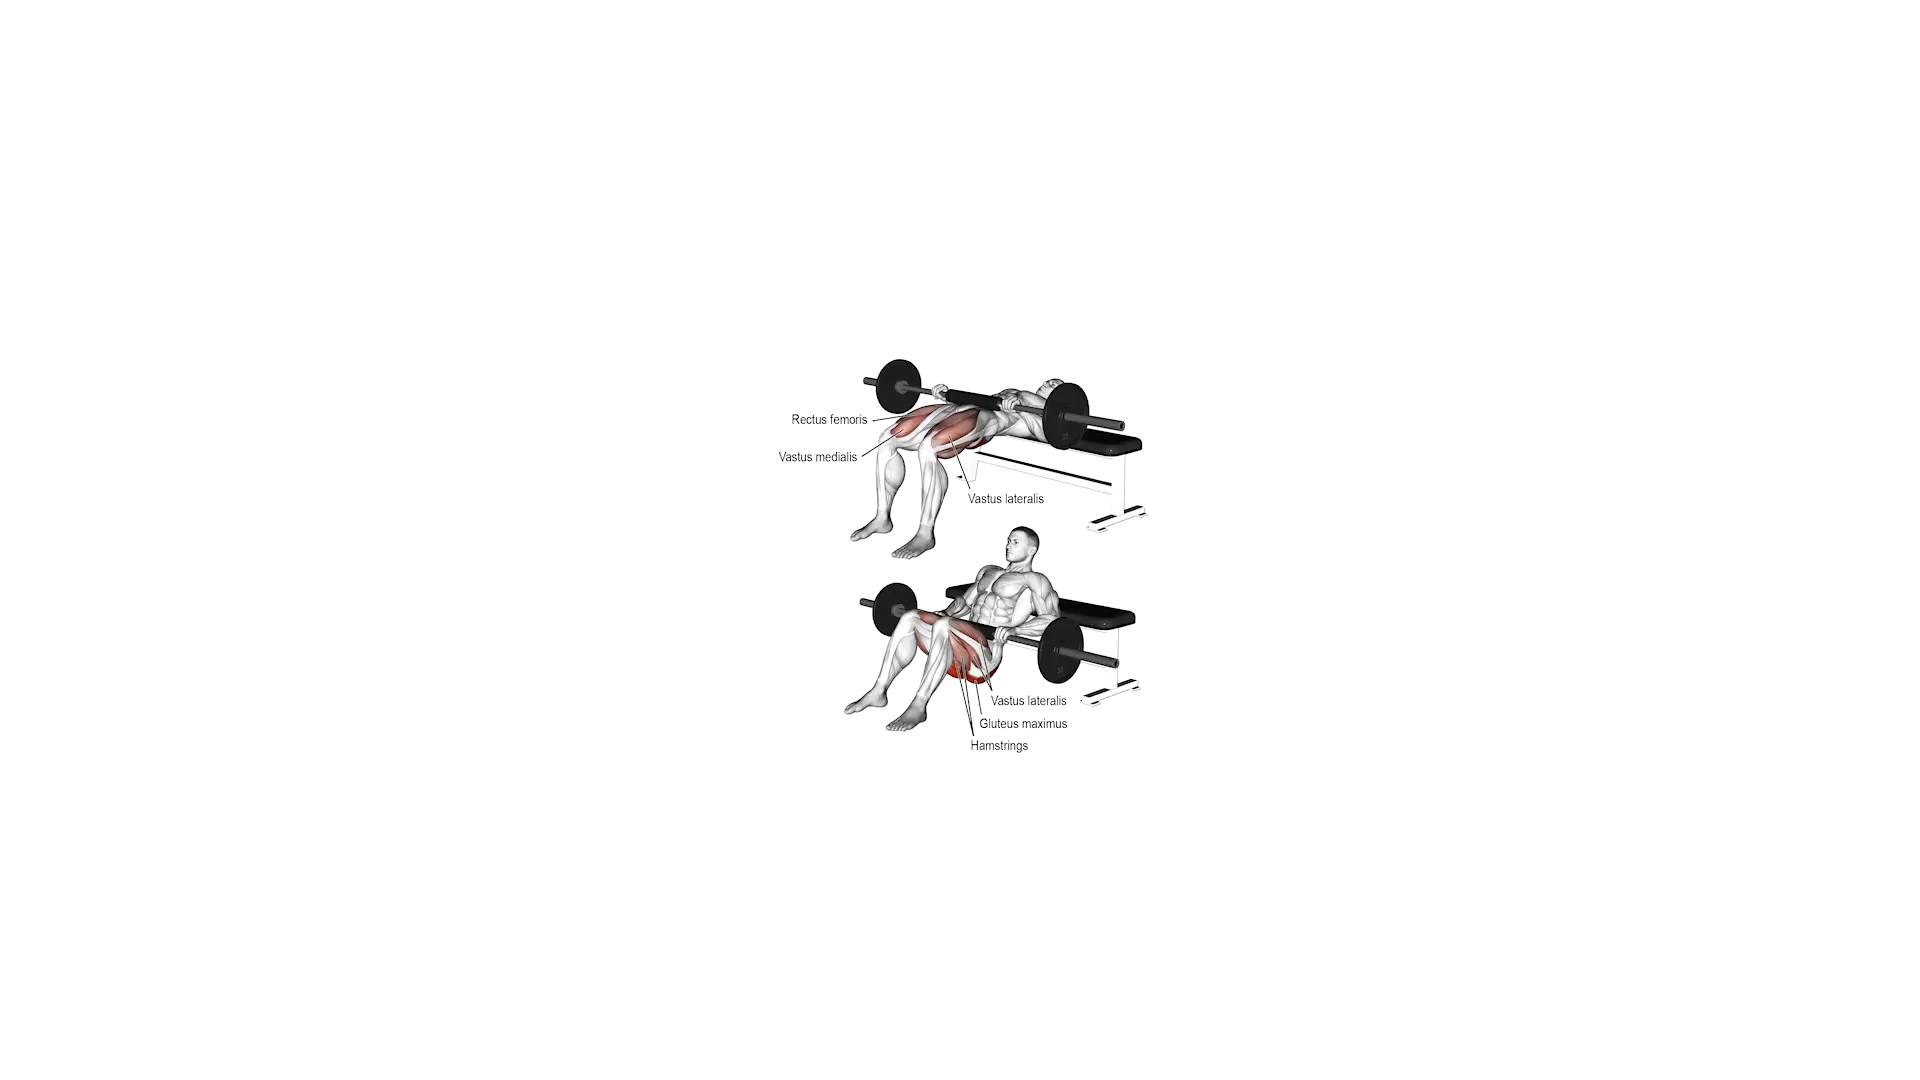 Rectus femoris
Vastus medialis
Vastus lateralis
Vastus lateralis
Gluteus maximus
Hamstrings